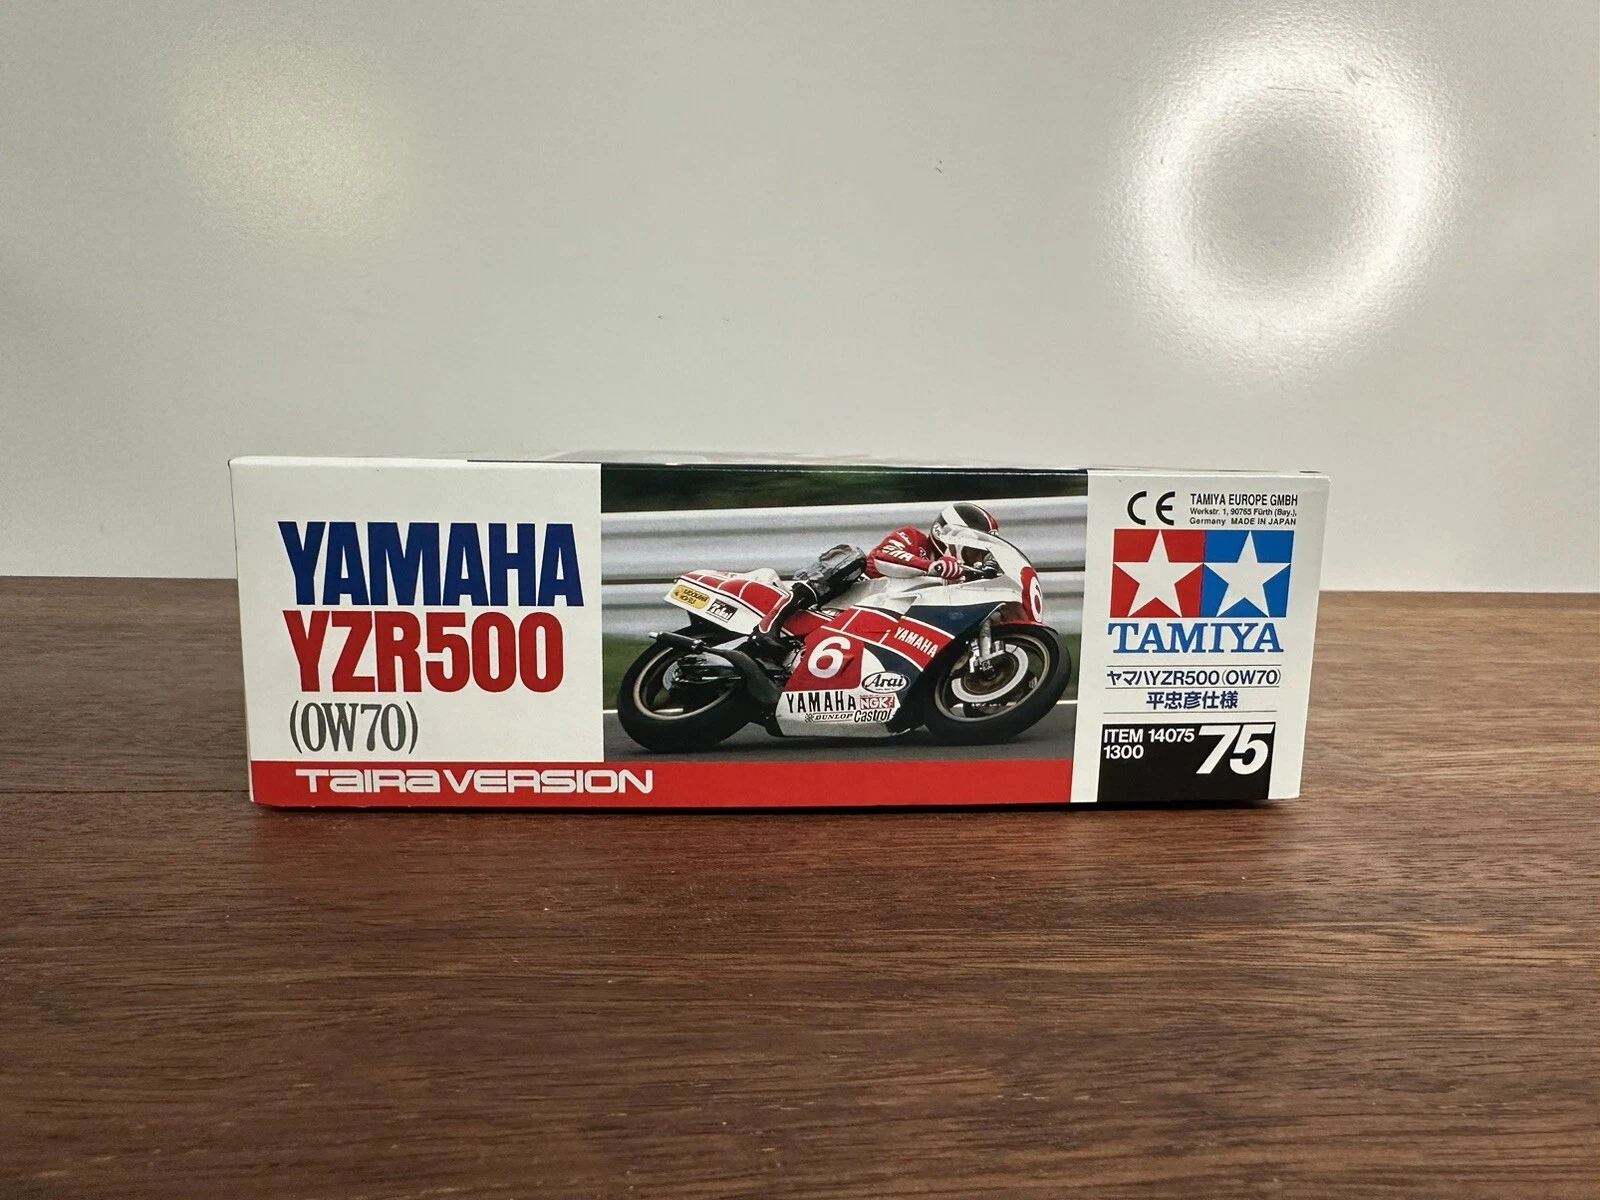 YAMAHA
YZR500
(OW70)
TairaVERSION
6
YAMAHA
Arai
YAMAHA NGK
DUNLOP Castrol
6
CE
TAMIYA EUROPE GMBH
Werkstr. 1, 90765 Fürth (Bay.),
Germany MADE IN JAPAN
TAMIYA
ヤマハYZR500(OW70)
平忠彦仕様
ITEM 14075
1300
75